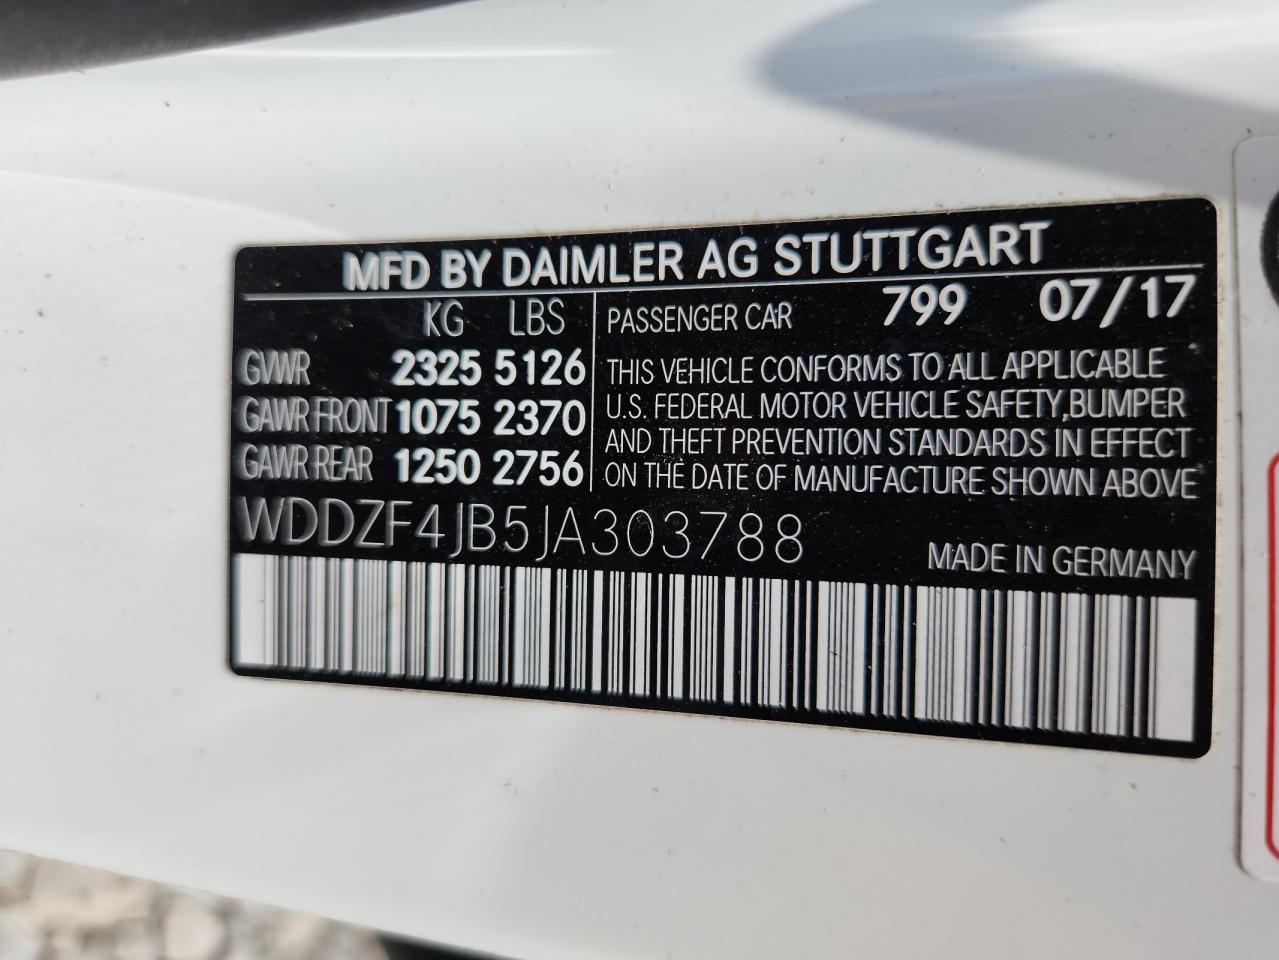 MFD BY DAIMLER AG STUTTGART
KG LBS
GVWR 2325 5126
GAWR FRONT 1075 2370
GAWR REAR 1250 2756
PASSENGER CAR 799 07/17
THIS VEHICLE CONFORMS TO ALL APPLICABLE
U.S. FEDERAL MOTOR VEHICLE SAFETY,BUMPER
AND THEFT PREVENTION STANDARDS IN EFFECT
ON THE DATE OF MANUFACTURE SHOWN ABOVE
WDDZF4JB5JA303788
MADE IN GERMANY